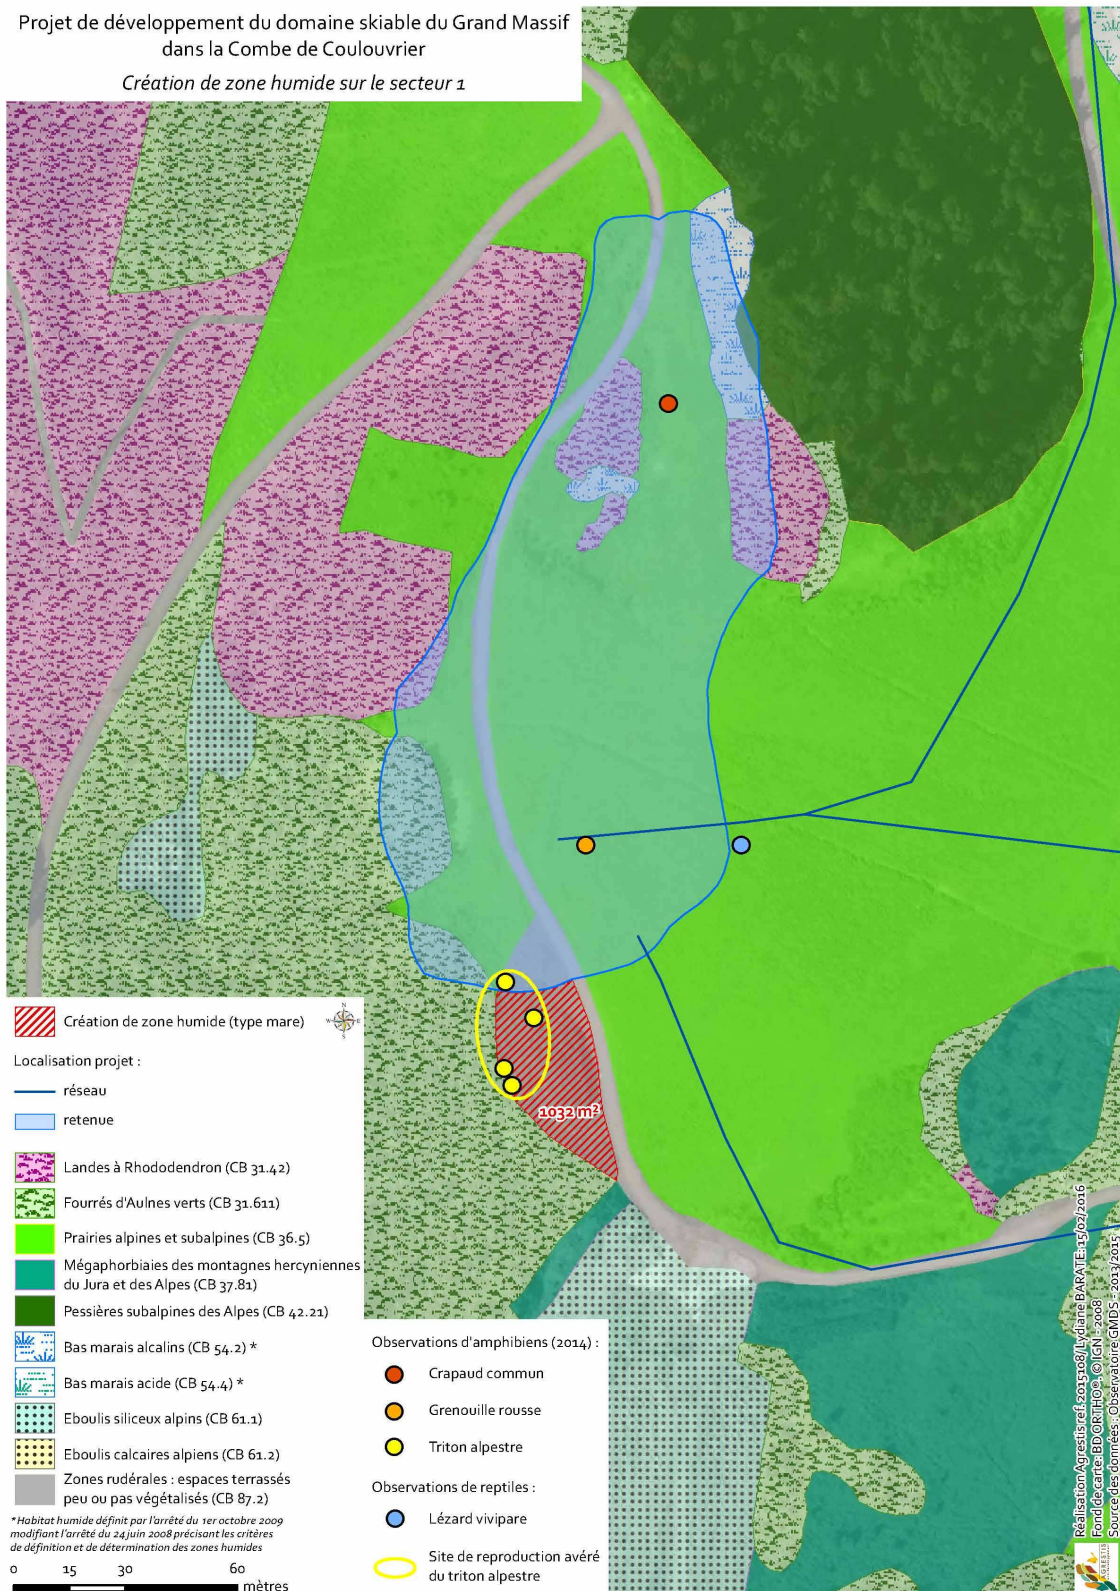 Projet de développement du domaine skiable du Grand Massif
dans la Combe de Coulouvrier
Création de zone humide sur le secteur 1
1032 m²
Création de zone humide (type mare)
N
W E
S
Localisation projet :
réseau
retenue
Landes à Rhododendron (CB 31.42)
Fourrés d'Aulnes verts (CB 31.611)
Prairies alpines et subalpines (CB 36.5)
Mégaphorbiaies des montagnes hercyniennes
du Jura et des Alpes (CB 37.81)
Pessières subalpines des Alpes (CB 42.21)
Bas marais alcalins (CB 54.2) *
Bas marais acide (CB 54.4) *
Eboulis siliceux alpins (CB 61.1)
Eboulis calcaires alpiens (CB 61.2)
Zones rudérales : espaces terrassés
peu ou pas végétalisés (CB 87.2)
*Habitat humide définit par l'arrêté du 1er octobre 2009
modifiant l'arrêté du 24 juin 2008 précisant les critères
de définition et de détermination des zones humides
0 15 30 60
mètres
Observations d'amphibiens (2014) :
Crapaud commun
Grenouille rousse
Triton alpestre
Observations de reptiles :
Lézard vivipare
Site de reproduction avéré
du triton alpestre
Réalisation Agrestis ref. 2015108/ Lydiane BARATE: 15/02/2016
Fond de carte: BD ORTHO®. © IGN - 2008
Source des données : Observatoire GMDS - 2013/2015
AGRESTIS